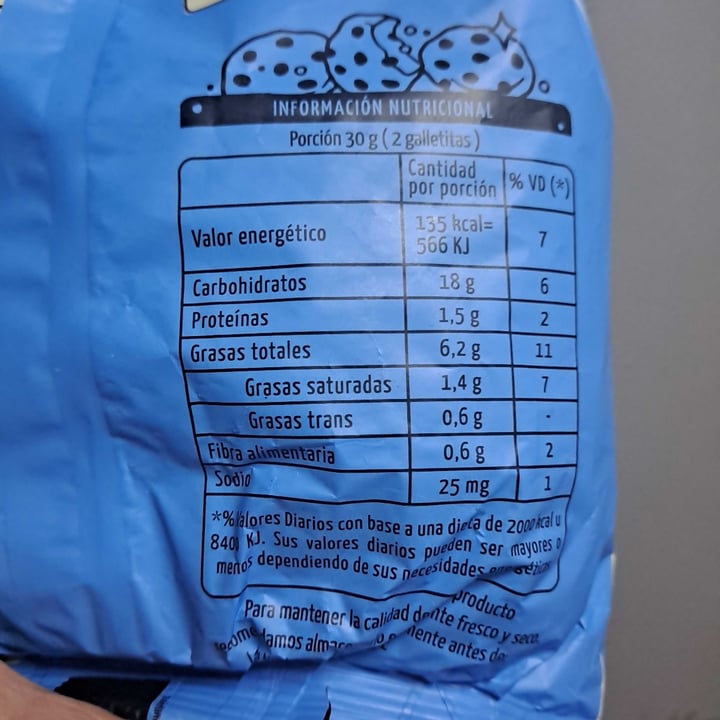 INFORMACIÓN NUTRICIONAL
Porción 30 g ( 2 galletitas )
Cantidad por porción % VD (*)
Valor energético 135 kcal= 566 KJ 7
Carbohidratos 18 g 6
Proteínas 1,5 g 2
Grasas totales 6,2 g 11
Grasas saturadas 1,4 g 7
Grasas trans 0,6 g -
Fibra alimentaria 0,6 g 2
Sodio 25 mg 1
*% Valores Diarios con base a una dieta de 2000 kcal u
8400 KJ. Sus valores diarios pueden ser mayores o
menos dependiendo de sus necesidades
Para mantener la calidad producto
fresco y seco.
antes de